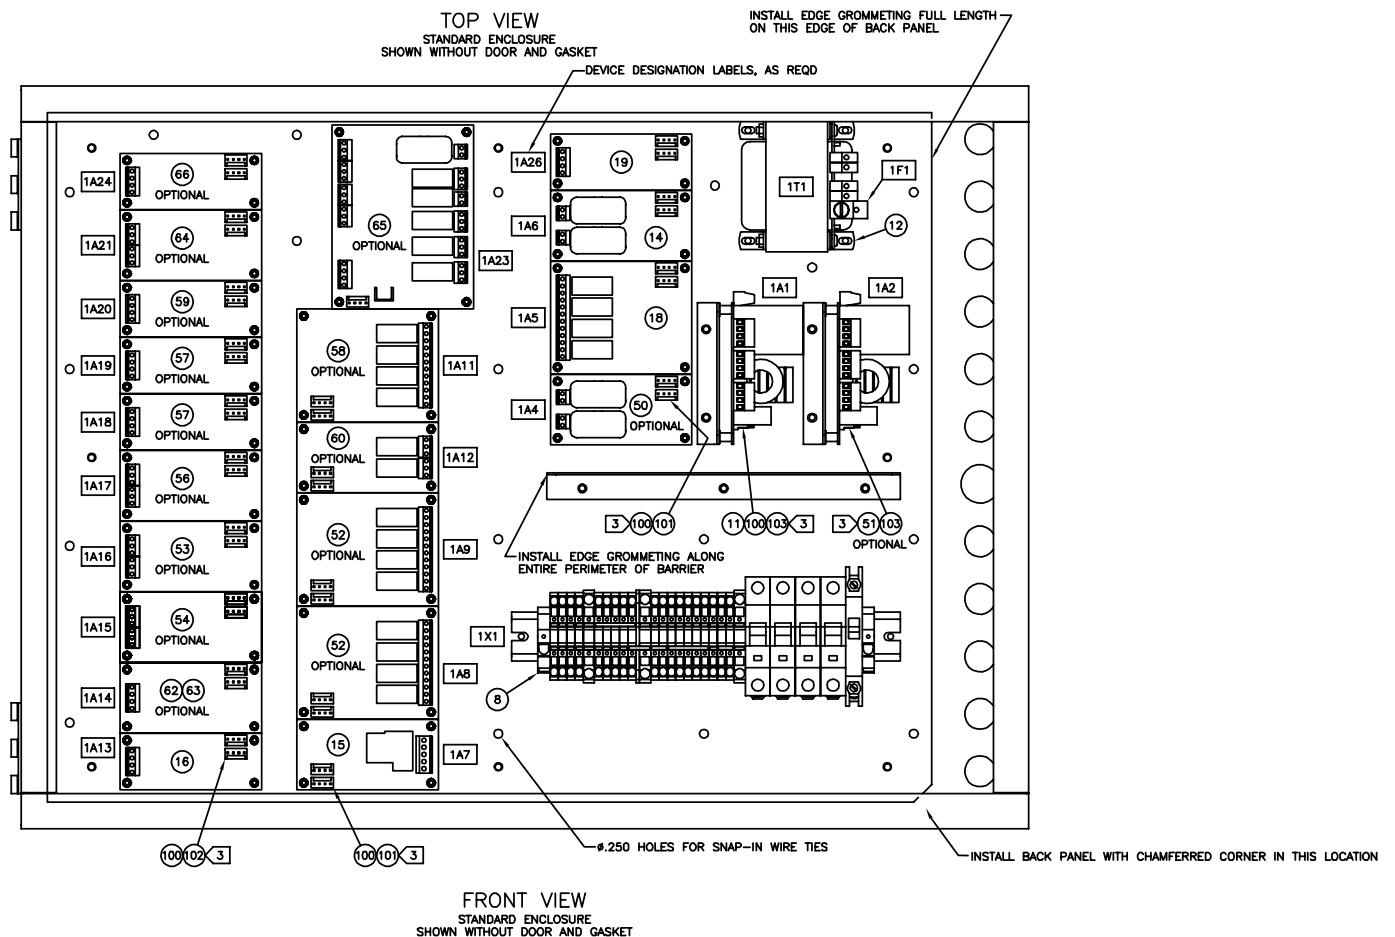 TOP VIEW
STANDARD ENCLOSURE
SHOWN WITHOUT DOOR AND GASKET
INSTALL EDGE GROMMETING FULL LENGTH
ON THIS EDGE OF BACK PANEL
DEVICE DESIGNATION LABELS, AS REQD
1A24
66
OPTIONAL
1A21
64
OPTIONAL
1A20
59
OPTIONAL
1A19
57
OPTIONAL
1A18
57
OPTIONAL
1A17
56
OPTIONAL
1A16
53
OPTIONAL
1A15
54
OPTIONAL
1A14
62 63
OPTIONAL
1A13
16
100 102 3
65
OPTIONAL
1A23
58
OPTIONAL
1A11
60
OPTIONAL
1A12
52
OPTIONAL
1A9
52
OPTIONAL
1A8
15
1A7
100 101 3
1A26
19
1A6
14
1A5
18
1A4
50
OPTIONAL
1T1
1F1
12
1A1
1A2
3 100 101
11 100 103 3
3 51 103
OPTIONAL
INSTALL EDGE GROMMETING ALONG
ENTIRE PERIMETER OF BARRIER
1X1
8
ø.250 HOLES FOR SNAP-IN WIRE TIES
INSTALL BACK PANEL WITH CHAMFERRED CORNER IN THIS LOCATION
FRONT VIEW
STANDARD ENCLOSURE
SHOWN WITHOUT DOOR AND GASKET